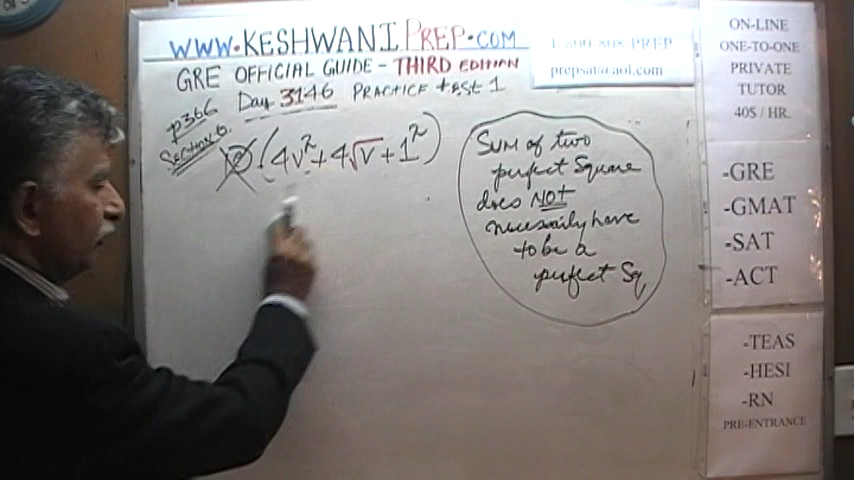 WWW.KESHWANIPREP.COM
GRE OFFICIAL GUIDE - THIRD EDITION
p366 Day 3146 PRACTICE test 1
Section 6.
(4v²+4√v+1²)
Sum of two
perfect Square
does NOT
necessarily have
to be a
perfect Sq
PREP
prepsat@aol.com
ON-LINE
ONE-TO-ONE
PRIVATE
TUTOR
40$ / HR.
-GRE
-GMAT
-SAT
-ACT
-TEAS
-HESI
-RN
PRE-ENTRANCE